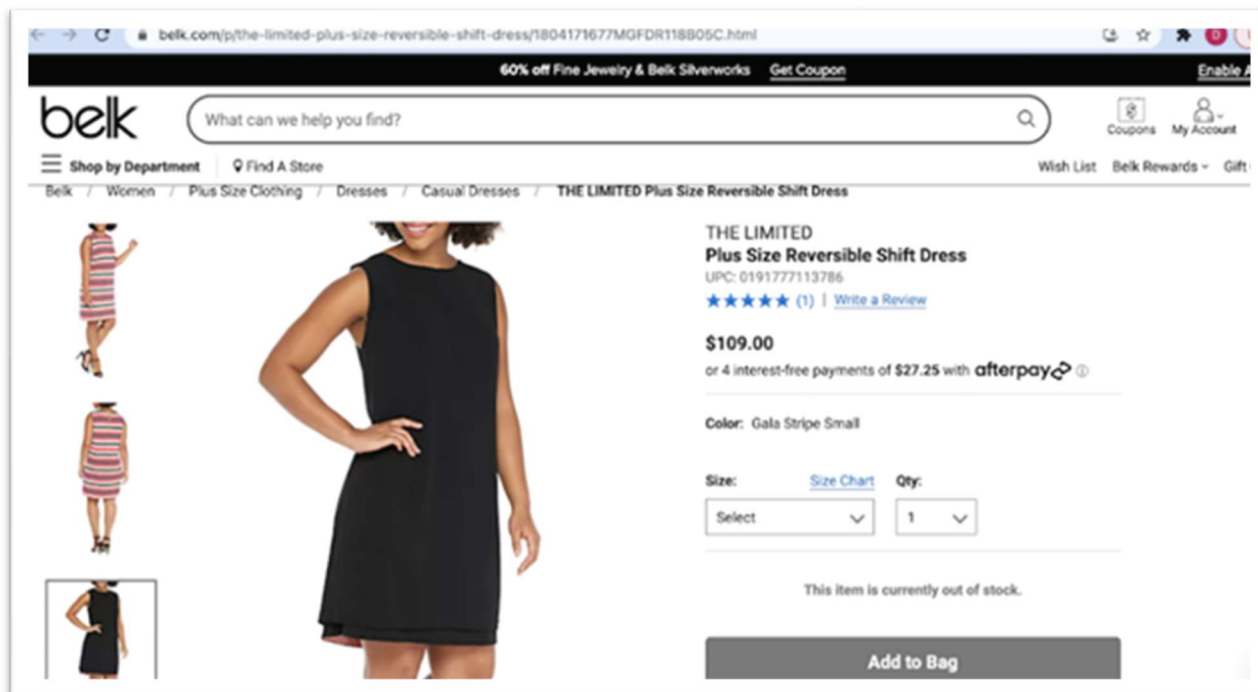 belk.com/p/the-limited-plus-size-reversible-shift-dress/1804171677MGFDR118B05C.html
D
60% off Fine Jewelry & Belk Silverworks Get Coupon
Enable
belk
What can we help you find?
Coupons
My Account
Shop by Department
Find A Store
Wish List
Belk Rewards
Gift
Belk / Women / Plus Size Clothing / Dresses / Casual Dresses / THE LIMITED Plus Size Reversible Shift Dress
THE LIMITED
Plus Size Reversible Shift Dress
UPC: 0191777113786
(1) | Write a Review
$109.00
or 4 interest-free payments of $27.25 with afterpay
Color: Gala Stripe Small
Size: Size Chart Qty:
Select 1
This item is currently out of stock.
Add to Bag